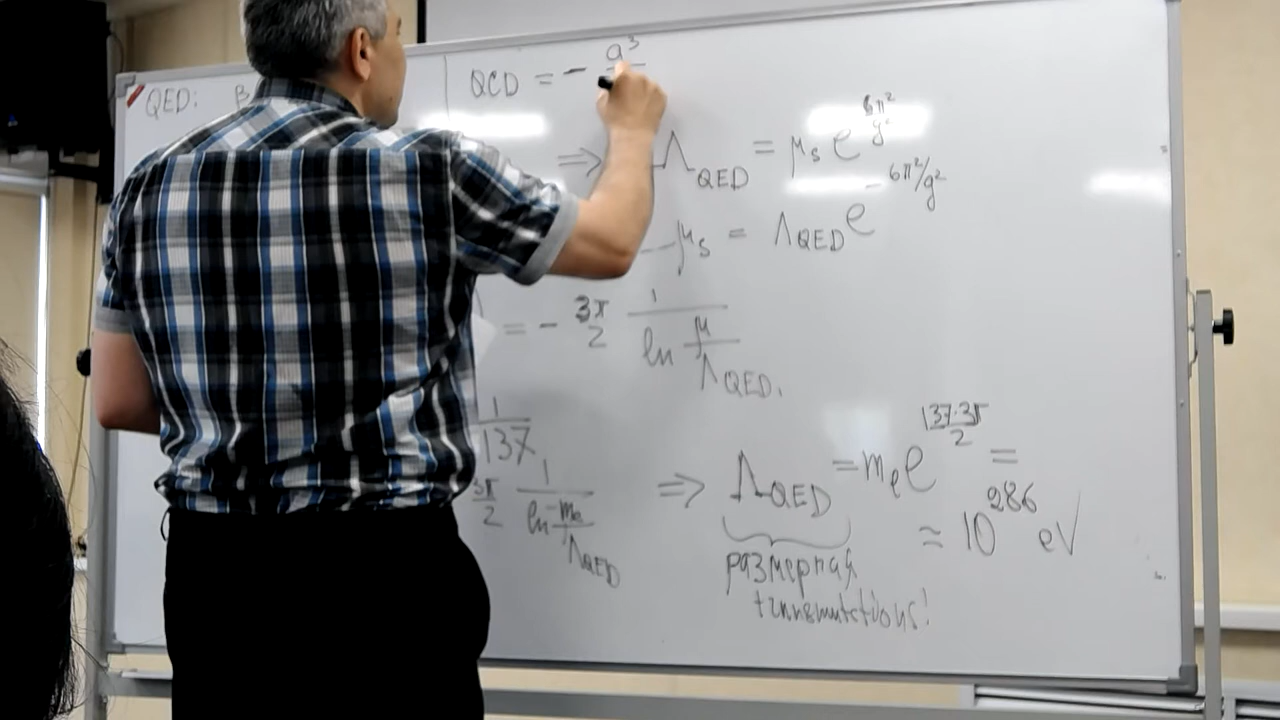 QED: β
QCD = - a³
⇒ Λ_QED = μ_s e^{6π²/g²}
μ_s = Λ_QED e^{-6π²/g²}
= - 3π/2 1/(ln μ/Λ_QED).
1/137
3π/2 1/(ln m_e/Λ_QED)
⇒ Λ_QED = m_e e^{137·3π/2} =
≈ 10^{286} eV
размерная